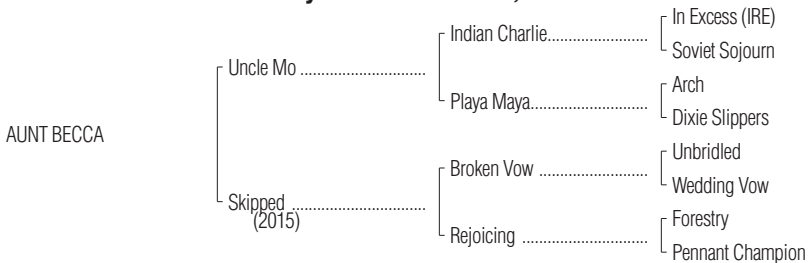 In Excess (IRE)
Indian Charlie..........................
Soviet Sojourn
Uncle Mo ................................
Arch
Playa Maya..............................
Dixie Slippers
AUNT BECCA
Unbridled
Broken Vow ............................
Wedding Vow
Skipped ..................................
(2015)
Forestry
Rejoicing ................................
Pennant Champion